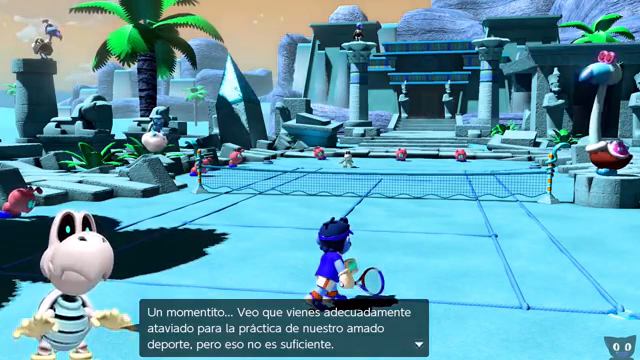 Un momentito... Veo que vienes adecuadamente
ataviado para la práctica de nuestro amado
deporte, pero eso no es suficiente.